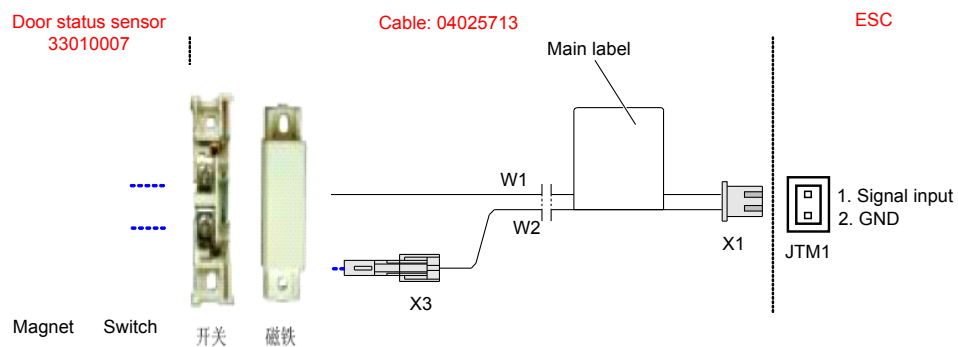 Door status sensor
33010007
Cable: 04025713
ESC
Main label
W1
W2
X1
1. Signal input
2. GND
JTM1
X3
Magnet
Switch
开关
磁铁